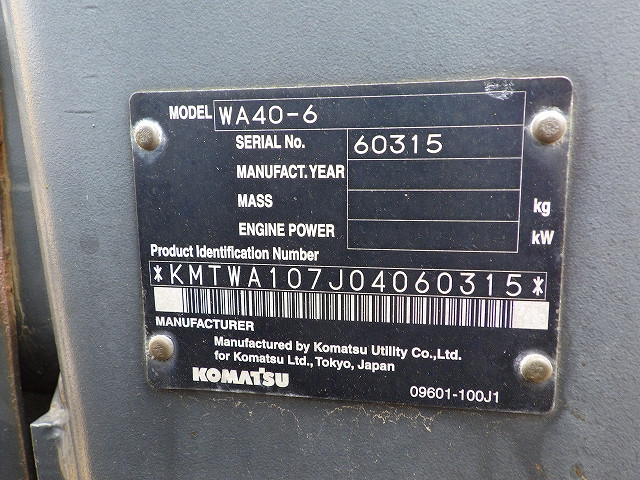 MODEL WA40-6
SERIAL No. 60315
MANUFACT. YEAR
MASS kg
ENGINE POWER kW
Product Identification Number
*KMTWA107J04060315*
MANUFACTURER
Manufactured by Komatsu Utility Co.,Ltd.
for Komatsu Ltd., Tokyo, Japan
KOMATSU
09601-100J1